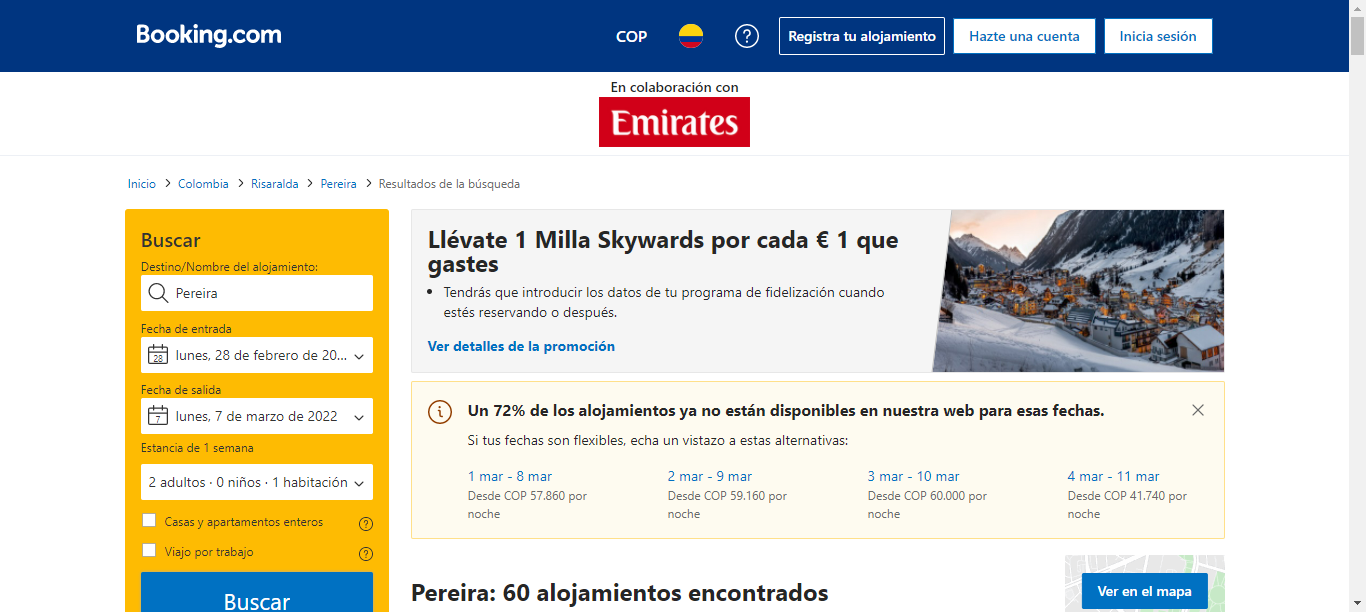 Booking.com
COP
Registra tu alojamiento
Hazte una cuenta
Inicia sesión
En colaboración con
Emirates
Inicio > Colombia > Risaralda > Pereira > Resultados de la búsqueda
Buscar
Destino/Nombre del alojamiento:
Pereira
Fecha de entrada
28
lunes, 28 de febrero de 20...
Fecha de salida
7
lunes, 7 de marzo de 2022
Estancia de 1 semana
2 adultos · 0 niños · 1 habitación
Casas y apartamentos enteros
Viajo por trabajo
Buscar
Llévate 1 Milla Skywards por cada € 1 que
gastes
• Tendrás que introducir los datos de tu programa de fidelización cuando
estés reservando o después.
Ver detalles de la promoción
Un 72% de los alojamientos ya no están disponibles en nuestra web para esas fechas.
Si tus fechas son flexibles, echa un vistazo a estas alternativas:
1 mar - 8 mar
Desde COP 57.860 por
noche
2 mar - 9 mar
Desde COP 59.160 por
noche
3 mar - 10 mar
Desde COP 60.000 por
noche
4 mar - 11 mar
Desde COP 41.740 por
noche
Pereira: 60 alojamientos encontrados
Ver en el mapa